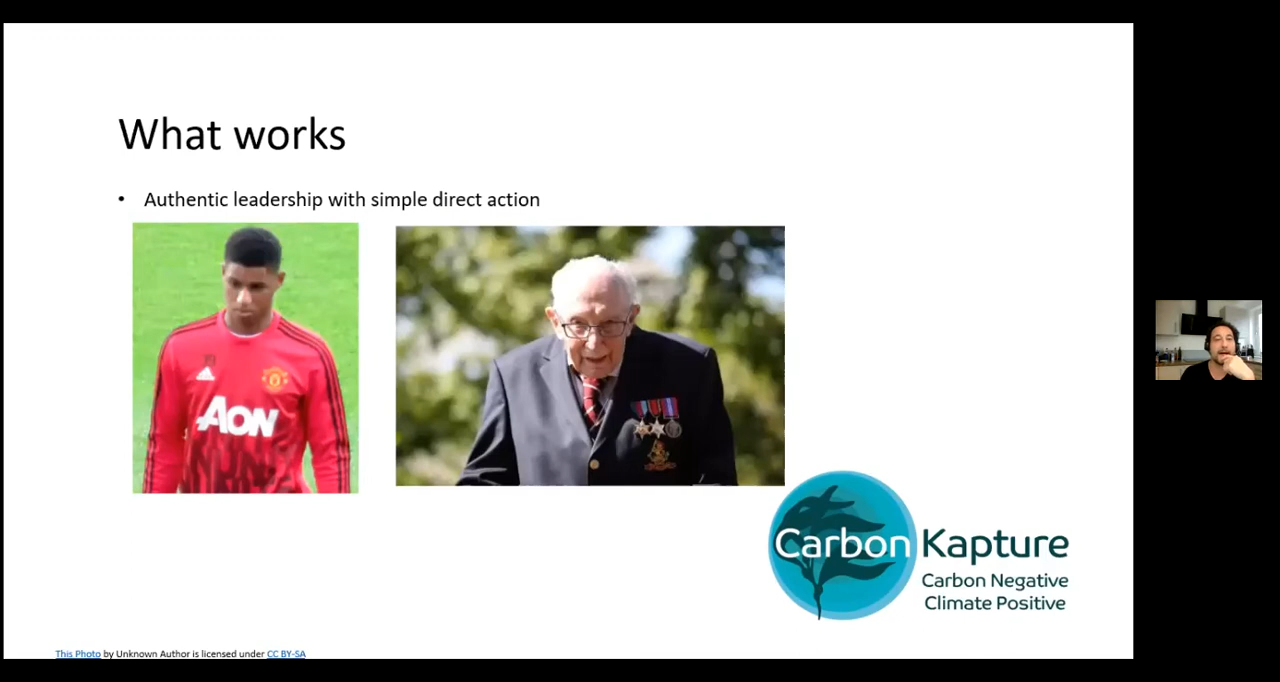 What works
• Authentic leadership with simple direct action
AON
Carbon Kapture
Carbon Negative
Climate Positive
This Photo by Unknown Author is licensed under CC BY-SA